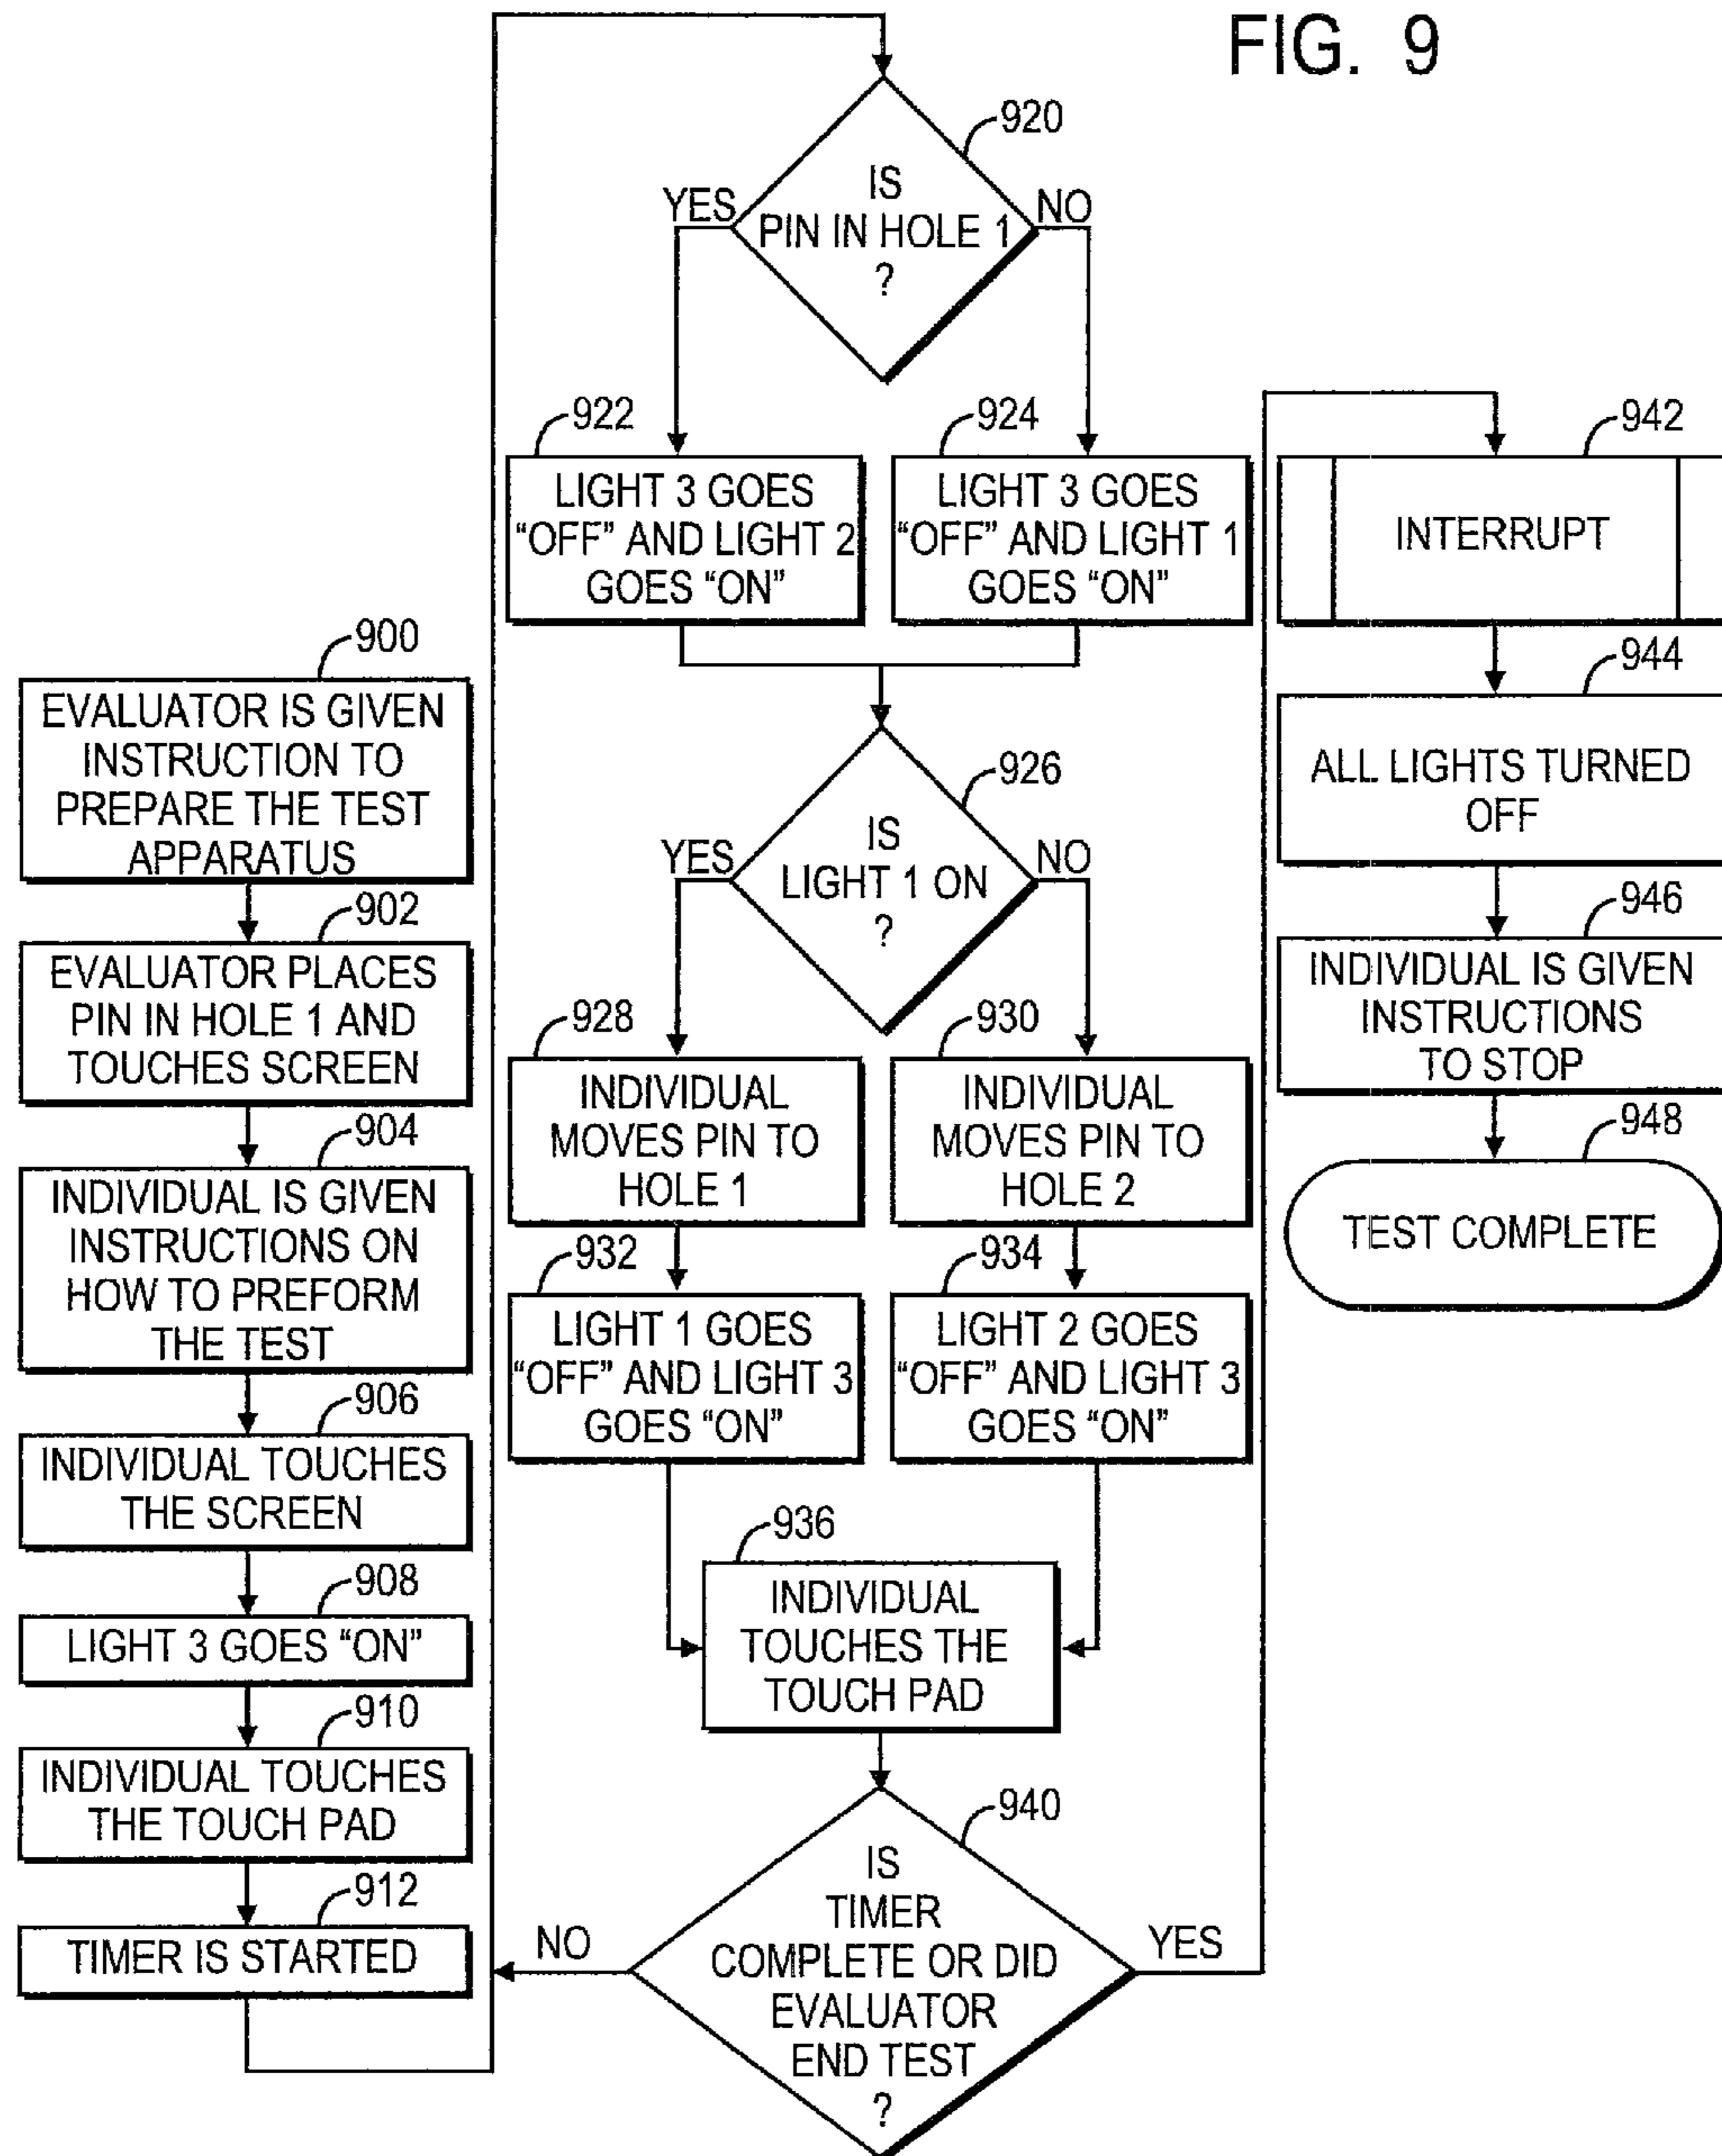 FIG. 9
900
EVALUATOR IS GIVEN
INSTRUCTION TO
PREPARE THE TEST
APPARATUS
902
EVALUATOR PLACES
PIN IN HOLE 1 AND
TOUCHES SCREEN
904
INDIVIDUAL IS GIVEN
INSTRUCTIONS ON
HOW TO PREFORM
THE TEST
906
INDIVIDUAL TOUCHES
THE SCREEN
908
LIGHT 3 GOES “ON”
910
INDIVIDUAL TOUCHES
THE TOUCH PAD
912
TIMER IS STARTED
920
IS
PIN IN HOLE 1
?
YES
NO
922
LIGHT 3 GOES
“OFF” AND LIGHT 2
GOES “ON”
924
LIGHT 3 GOES
“OFF” AND LIGHT 1
GOES “ON”
926
IS
LIGHT 1 ON
?
YES
NO
928
INDIVIDUAL
MOVES PIN TO
HOLE 1
930
INDIVIDUAL
MOVES PIN TO
HOLE 2
932
LIGHT 1 GOES
“OFF” AND LIGHT 3
GOES “ON”
934
LIGHT 2 GOES
“OFF” AND LIGHT 3
GOES “ON”
936
INDIVIDUAL
TOUCHES THE
TOUCH PAD
940
IS
TIMER
COMPLETE OR DID
EVALUATOR
END TEST
?
NO
YES
942
INTERRUPT
944
ALL LIGHTS TURNED
OFF
946
INDIVIDUAL IS GIVEN
INSTRUCTIONS
TO STOP
948
TEST COMPLETE